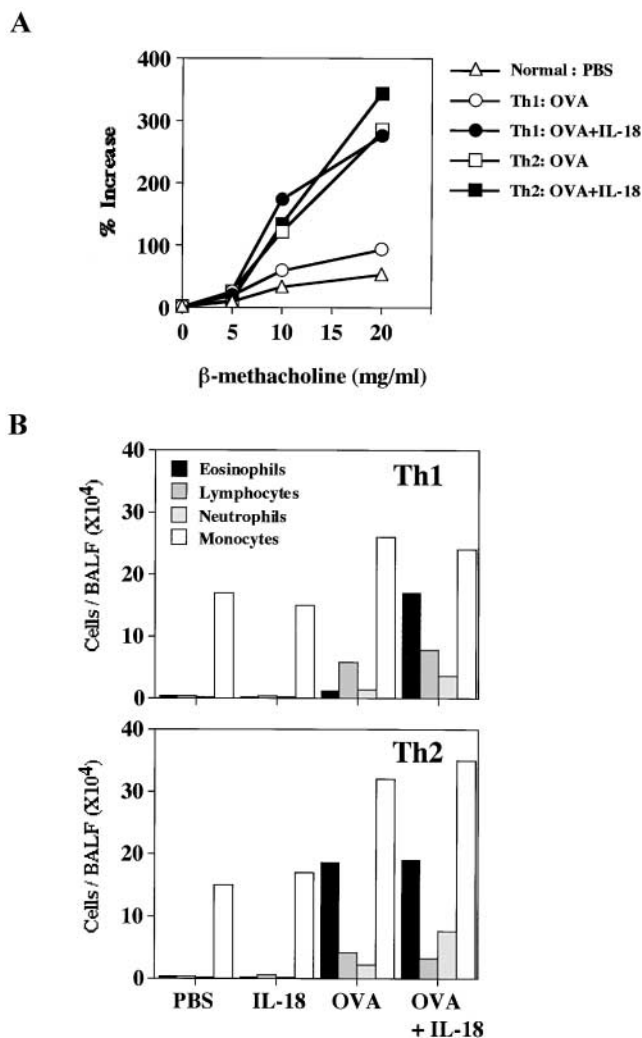 A
% Increase
400
300
200
100
0
0 5 10 20
β-methacholine (mg/ml)
Normal : PBS
Th1: OVA
Th1: OVA+IL-18
Th2: OVA
Th2: OVA+IL-18
B
Cells / BALF (X10⁴)
40
30
20
10
0
Eosinophils
Lymphocytes
Neutrophils
Monocytes
Th1
Cells / BALF (X10⁴)
40
30
20
10
0
Th2
PBS IL-18 OVA OVA
+ IL-18